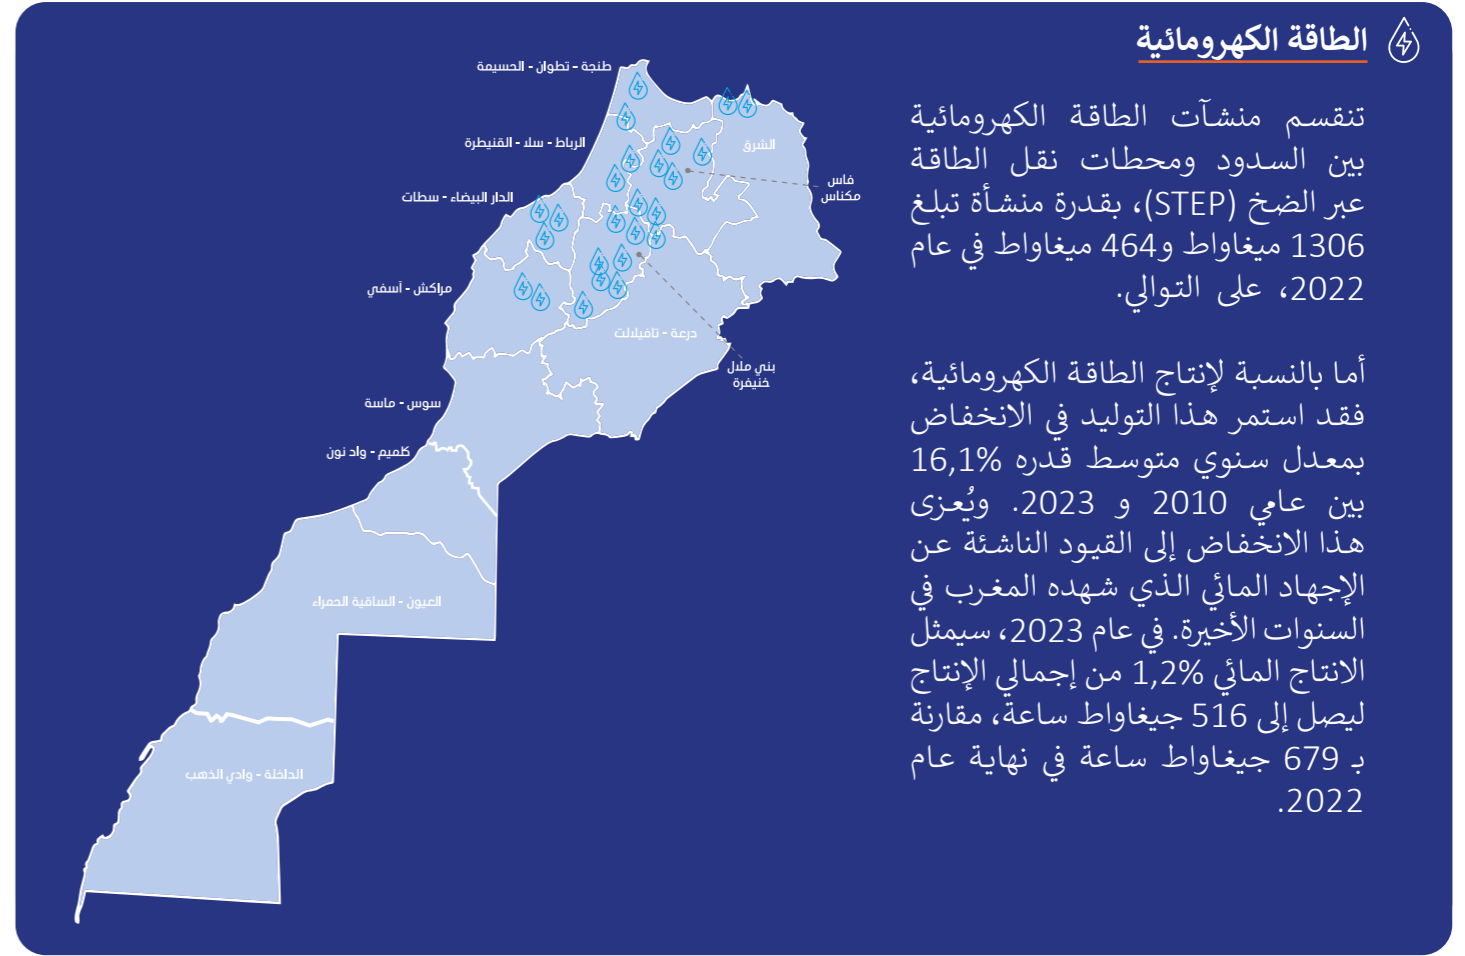 الطاقة الكهرومائية
تنقسم منشآت الطاقة الكهرومائية
بين السدود ومحطات نقل الطاقة
عبر الضخ (STEP)، بقدرة منشأة تبلغ
1306 ميغاواط و464 ميغاواط في عام
2022، على التوالي.
أما بالنسبة لإنتاج الطاقة الكهرومائية،
فقد استمر هذا التوليد في الانخفاض
بمعدل سنوي متوسط قدره %16,1
بين عامي 2010 و 2023. ويُعزى
هذا الانخفاض إلى القيود الناشئة عن
الإجهاد المائي الذي شهده المغرب في
السنوات الأخيرة. في عام 2023، سيمثل
الانتاج المائي %1,2 من إجمالي الإنتاج
ليصل إلى 516 جيغاواط ساعة، مقارنة
بـ 679 جيغاواط ساعة في نهاية عام
2022.
طنجة - تطوان - الحسيمة
الشرق
الرباط - سلا - القنيطرة
فاس
مكناس
الدار البيضاء - سطات
مراكش - آسفي
درعة - تافيلالت
بني ملال
خنيفرة
سوس - ماسة
كلميم - واد نون
العيون - الساقية الحمراء
الداخلة - وادي الذهب